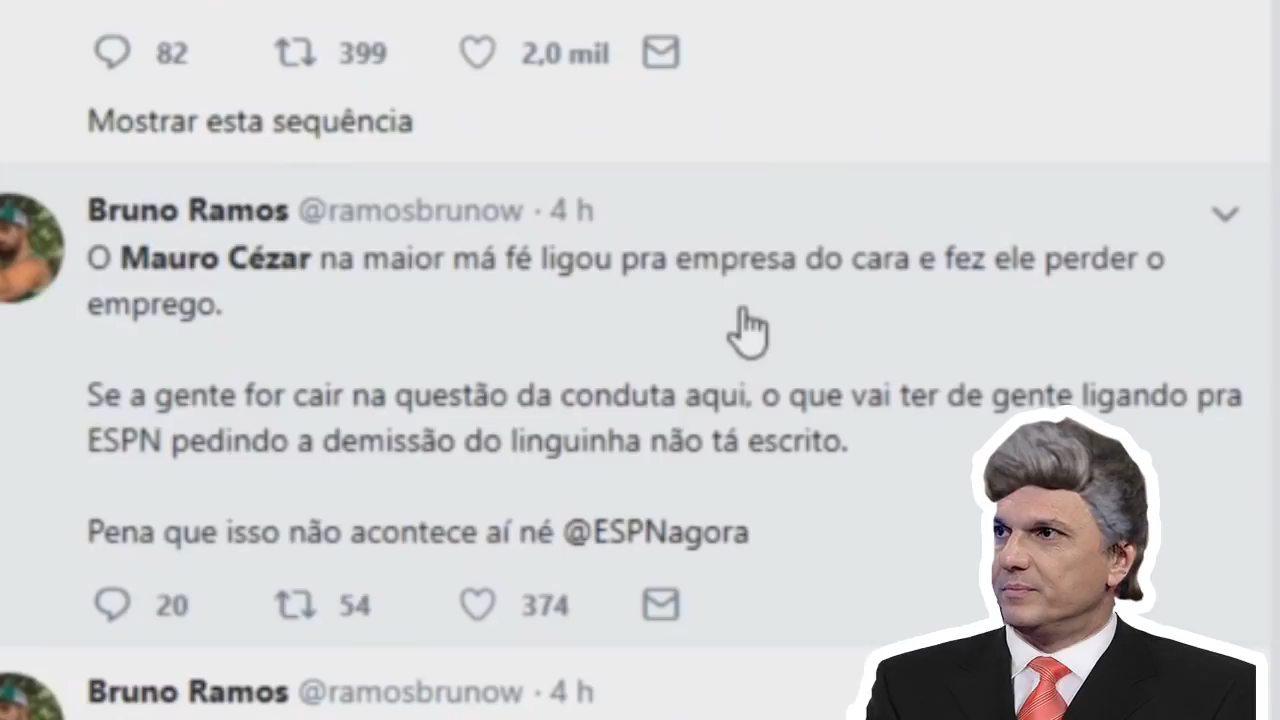 82 399 2,0 mil
Mostrar esta sequência
Bruno Ramos @ramosbrunow · 4 h
O Mauro Cézar na maior má fé ligou pra empresa do cara e fez ele perder o
emprego.
Se a gente for cair na questão da conduta aqui, o que vai ter de gente ligando pra
ESPN pedindo a demissão do linguinha não tá escrito.
Pena que isso não acontece aí né @ESPNagora
20 54 374
Bruno Ramos @ramosbrunow · 4 h